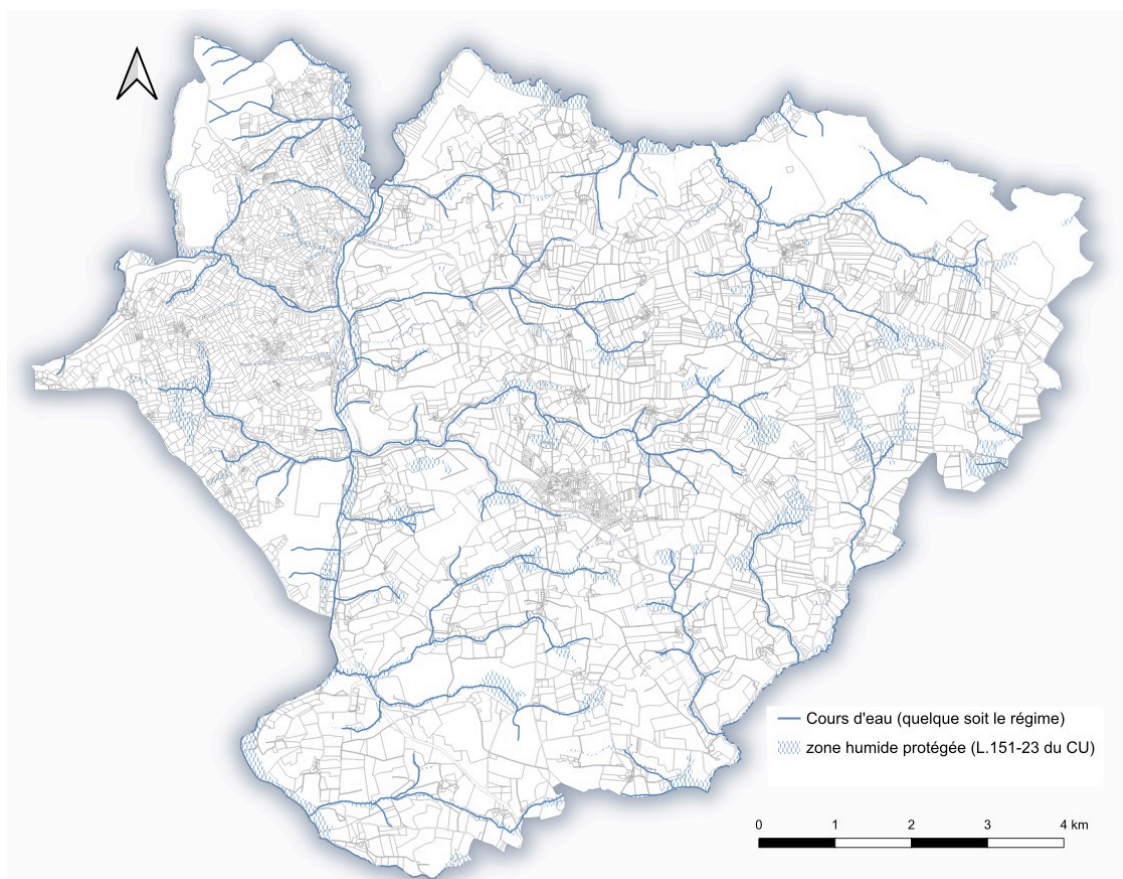 Cours d'eau (quelque soit le régime)
zone humide protégée (L.151-23 du CU)
0 1 2 3 4 km